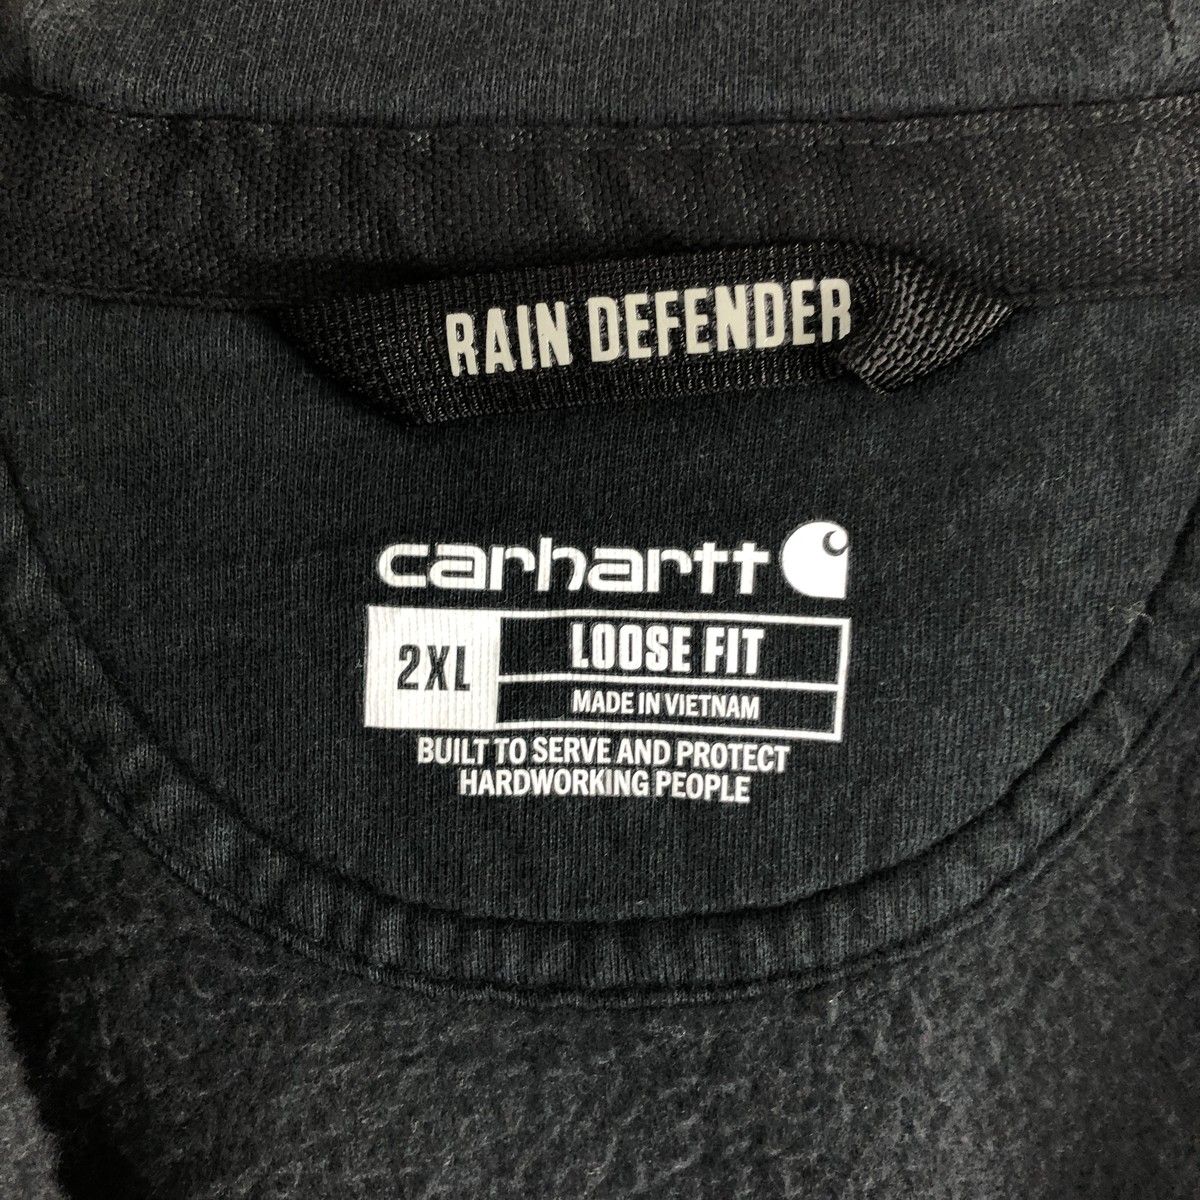 RAIN DEFENDER
carhartt
2XL
LOOSE FIT
MADE IN VIETNAM
BUILT TO SERVE AND PROTECT
HARDWORKING PEOPLE